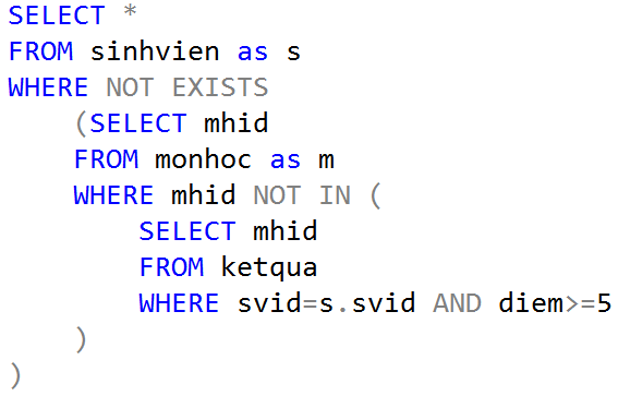 SELECT *
FROM sinhvien as s
WHERE NOT EXISTS
(SELECT mhid
FROM monhoc as m
WHERE mhid NOT IN (
SELECT mhid
FROM ketqua
WHERE svid=s.svid AND diem>=5
)
)